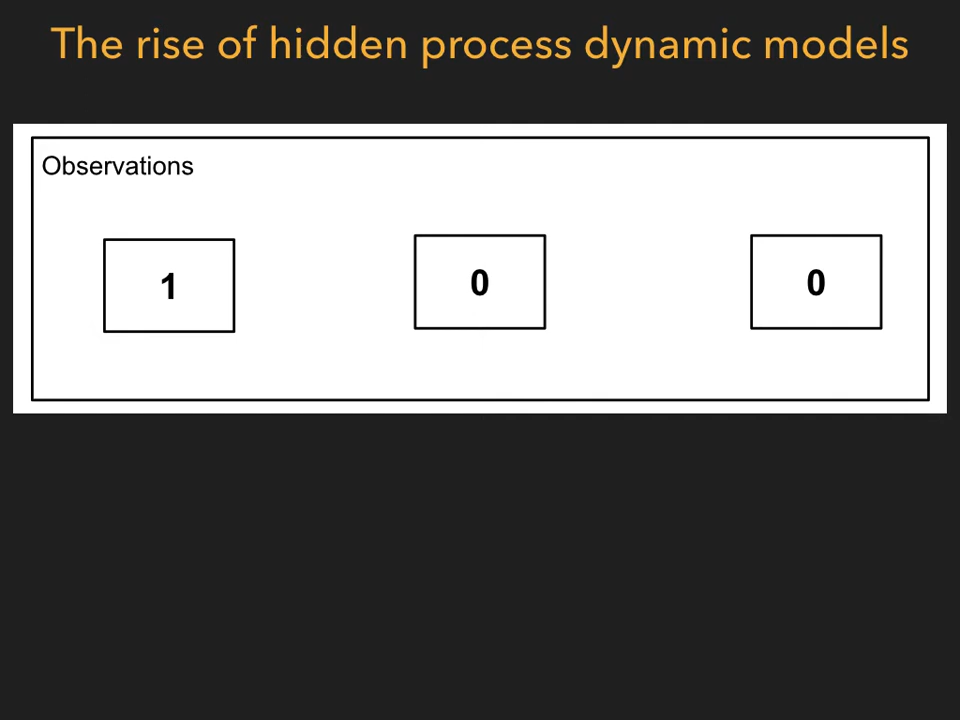 The rise of hidden process dynamic models
Observations
1 0 0